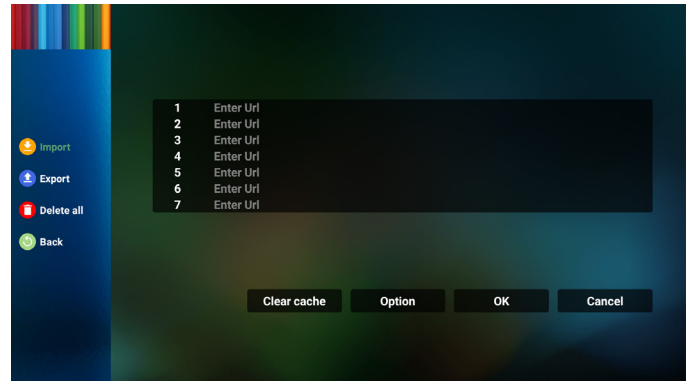 Import
Export
Delete all
Back
1 Enter Url
2 Enter Url
3 Enter Url
4 Enter Url
5 Enter Url
6 Enter Url
7 Enter Url
Clear cache Option OK Cancel